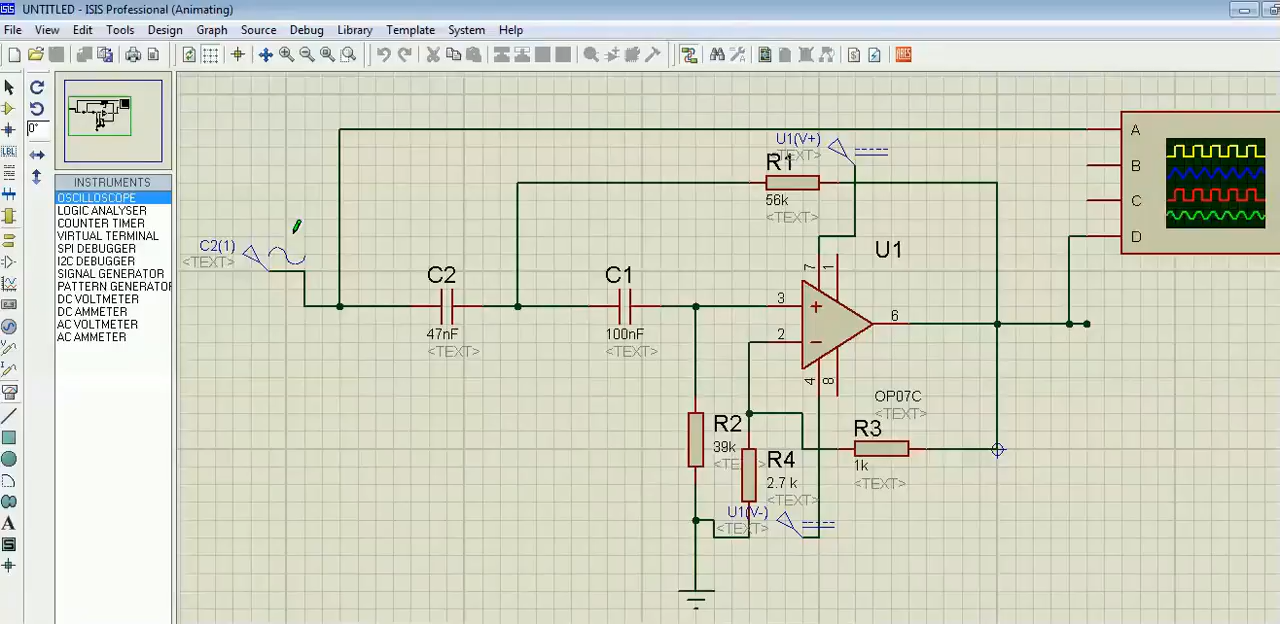 UNTITLED - ISIS Professional (Animating)
File View Edit Tools Design Graph Source Debug Library Template System Help
0°
LBL
ARES
INSTRUMENTS
OSCILLOSCOPE
LOGIC ANALYSER
COUNTER TIMER
VIRTUAL TERMINAL
SPI DEBUGGER
I2C DEBUGGER
SIGNAL GENERATOR
PATTERN GENERATOR
DC VOLTMETER
DC AMMETER
AC VOLTMETER
AC AMMETER
A
B
C
D
U1(V+)
<TEXT>
R1
56k
<TEXT>
C2(1)
<TEXT>
C2
47nF
<TEXT>
C1
100nF
<TEXT>
U1
7
1
3
2
6
4
8
OP07C
<TEXT>
R2
39k
R3
1k
<TEXT>
R4
2.7 k
<TEXT>
U1(V-)
<TEXT>
A
S